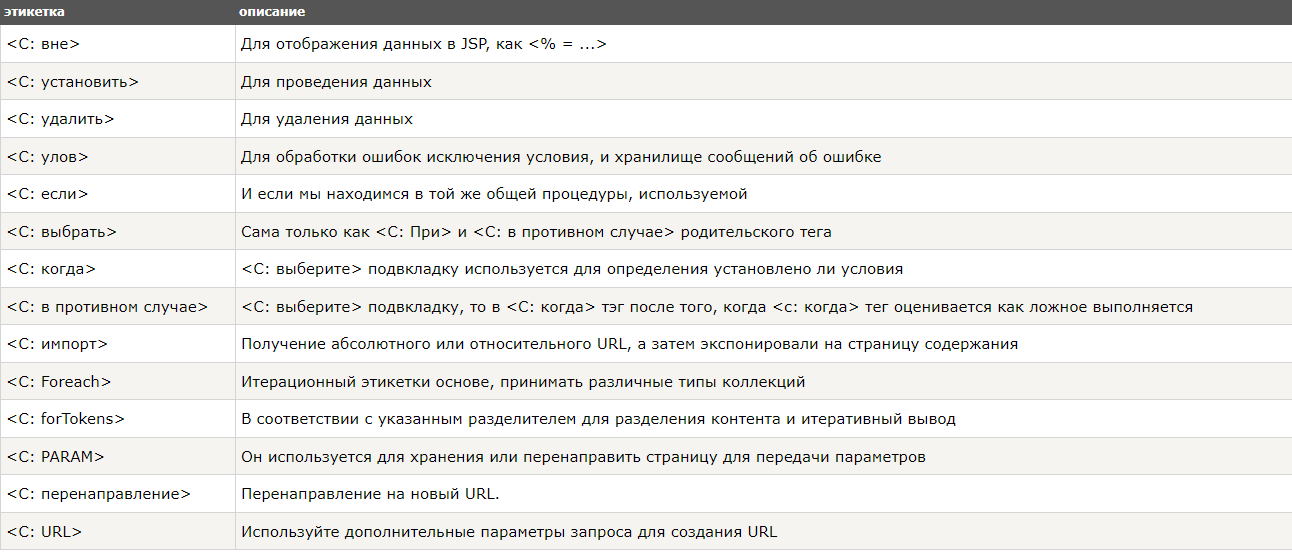 этикетка описание
<C: вне> Для отображения данных в JSP, как <% = ...>
<C: установить> Для проведения данных
<C: удалить> Для удаления данных
<C: улов> Для обработки ошибок исключения условия, и хранилище сообщений об ошибке
<C: если> И если мы находимся в той же общей процедуры, используемой
<C: выбрать> Сама только как <C: При> и <C: в противном случае> родительского тега
<C: когда> <C: выберите> подвкладку используется для определения установлено ли условия
<C: в противном случае> <C: выберите> подвкладку, то в <C: когда> тэг после того, когда <c: когда> тег оценивается как ложное выполняется
<C: импорт> Получение абсолютного или относительного URL, а затем экспонировали на страницу содержания
<C: Foreach> Итерационный этикетки основе, принимать различные типы коллекций
<C: forTokens> В соответствии с указанным разделителем для разделения контента и итеративный вывод
<C: PARAM> Он используется для хранения или перенаправить страницу для передачи параметров
<C: перенаправление> Перенаправление на новый URL.
<C: URL> Используйте дополнительные параметры запроса для создания URL